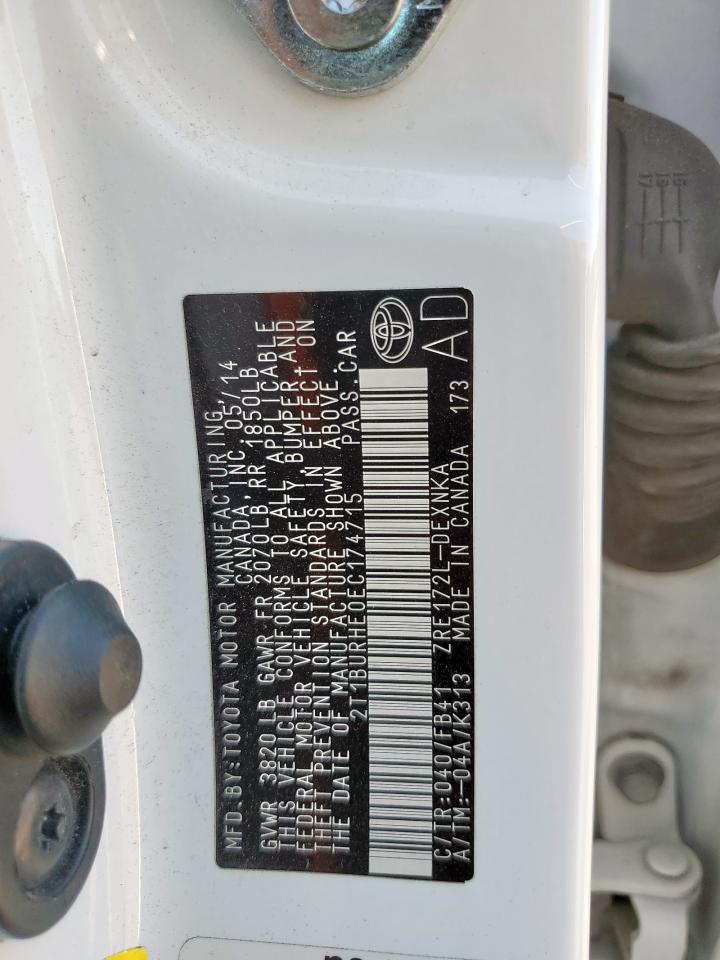 MFD.BY:TOYOTA MOTOR MANUFACTURING,
CANADA, INC. 05/14
GVWR 3820 LB GAWR FR 2070LB,RR 1850LB
THIS VEHICLE CONFORMS TO ALL APPLICABLE
FEDERAL MOTOR VEHICLE SAFETY, BUMPER AND
THEFT PREVENTION STANDARDS IN EFFECT ON
THE DATE OF MANUFACTURE SHOWN ABOVE.
2T1BURHE0EC174715 PASS.CAR
C/TR:040/FB41 ZRE172L-DEXNKA
A/TM:-04A/K313 MADE IN CANADA 173 AD